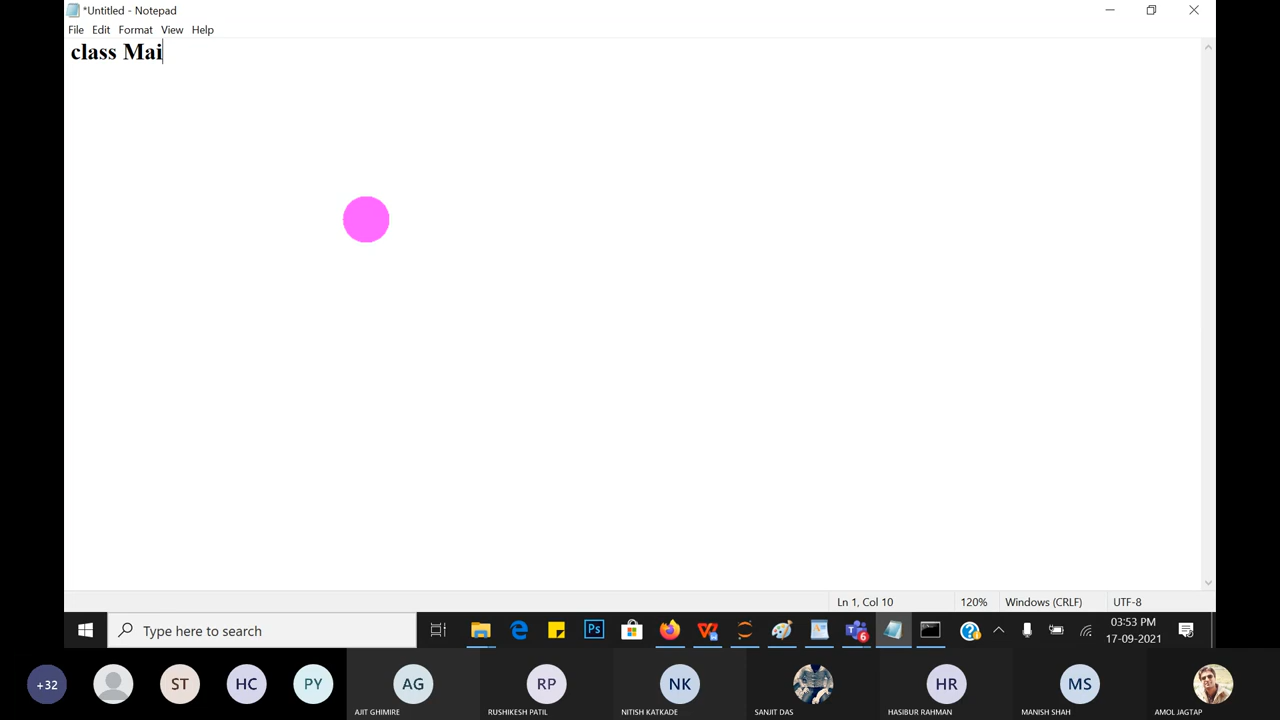 *Untitled - Notepad
File Edit Format View Help
class Mai
Ln 1, Col 10 120% Windows (CRLF) UTF-8
Type here to search
Ps
6
03:53 PM
17-09-2021
+32 ST HC PY AG RP NK HR MS
AJIT GHIMIRE RUSHIKESH PATIL NITISH KATKADE SANJIT DAS HASIBUR RAHMAN MANISH SHAH AMOL JAGTAP